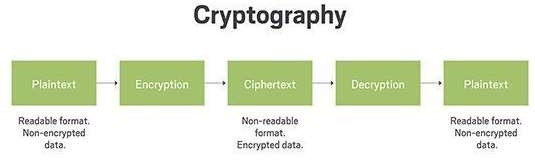 Cryptography
Plaintext
Encryption
Ciphertext
Decryption
Plaintext
Readable format.
Non-encrypted
data.
Non-readable
format.
Encrypted data.
Readable format.
Non-encrypted
data.